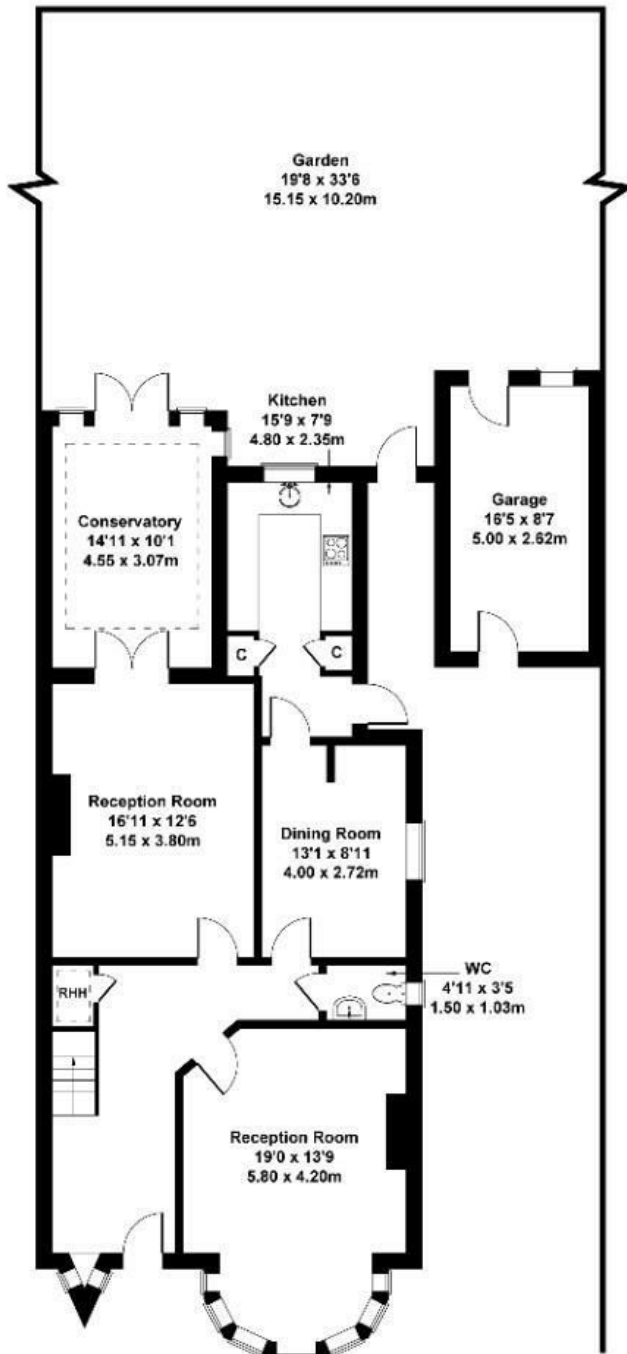 Garden
19'8 x 33'6
15.15 x 10.20m
Kitchen
15'9 x 7'9
4.80 x 2.35m
Conservatory
14'11 x 10'1
4.55 x 3.07m
Garage
16'5 x 8'7
5.00 x 2.62m
C
C
Reception Room
16'11 x 12'6
5.15 x 3.80m
Dining Room
13'1 x 8'11
4.00 x 2.72m
RHH
WC
4'11 x 3'5
1.50 x 1.03m
Reception Room
19'0 x 13'9
5.80 x 4.20m